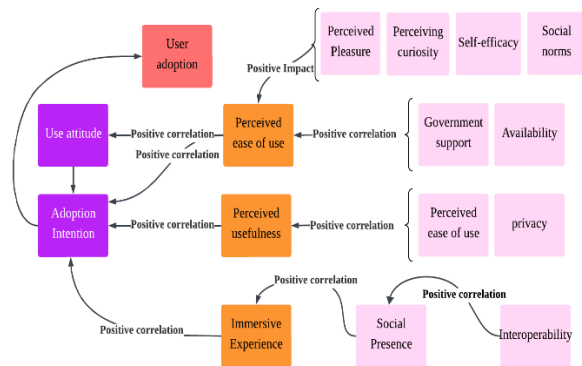 User
adoption
Perceived
Pleasure
Perceiving
curiosity
Self-efficacy
Social
norms
Positive Impact
Use attitude
Positive correlation
Perceived
ease of use
Positive correlation
Government
support
Availability
Positive correlation
Adoption
Intention
Positive correlation
Perceived
usefulness
Positive correlation
Perceived
ease of use
privacy
Positive correlation
Positive correlation
Positive correlation
Immersive
Experience
Social
Presence
Interoperability